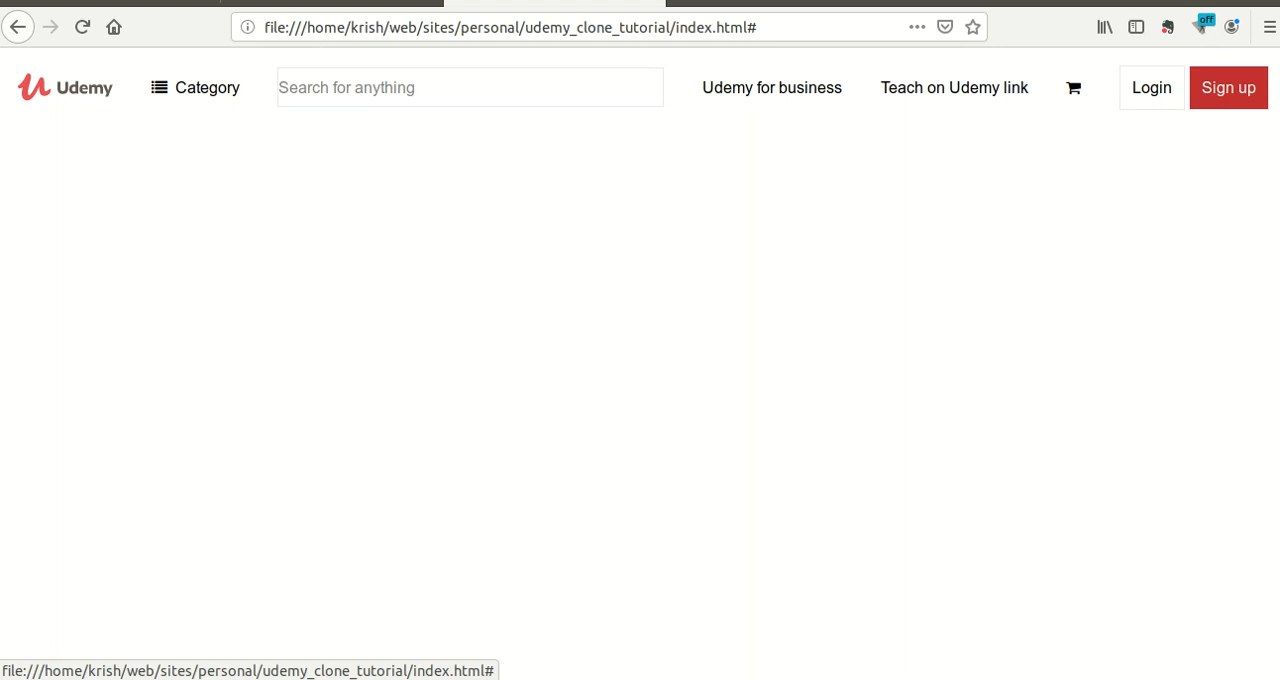 file:///home/krish/web/sites/personal/udemy_clone_tutorial/index.html#
off
Udemy Category Search for anything Udemy for business Teach on Udemy link Login Sign up
file:///home/krish/web/sites/personal/udemy_clone_tutorial/index.html#